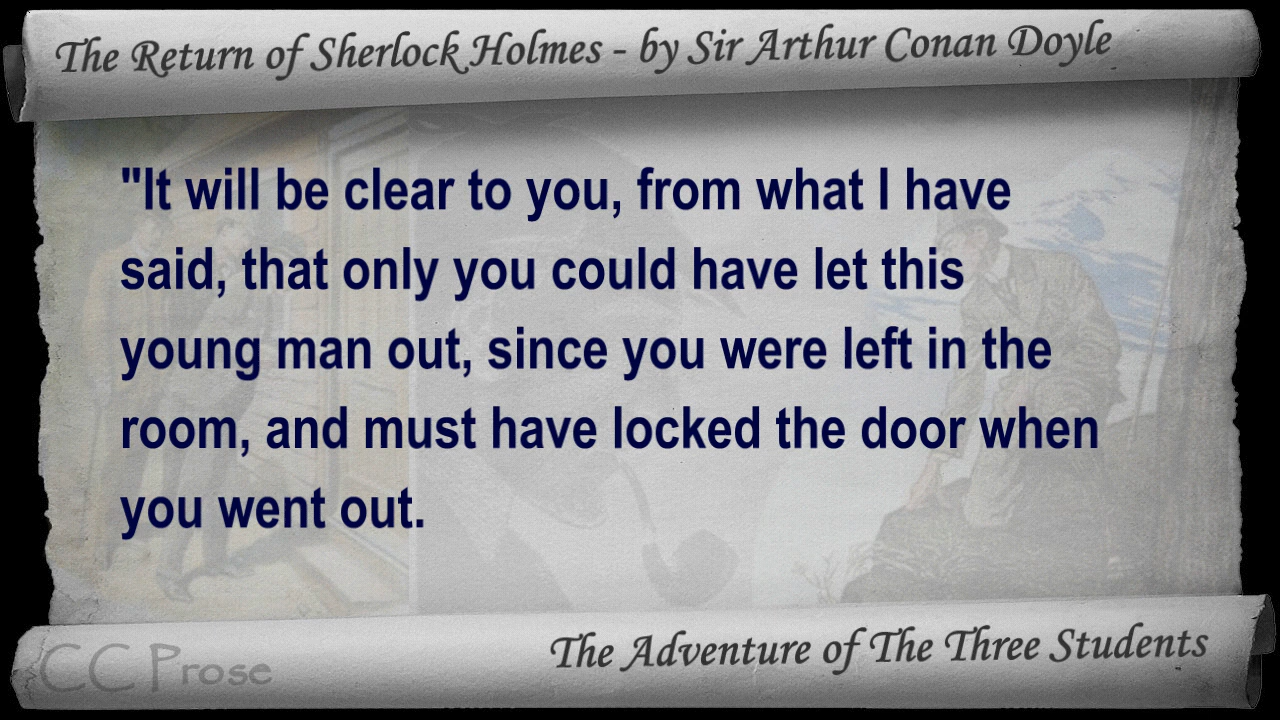 The Return of Sherlock Holmes - by Sir Arthur Conan Doyle
"It will be clear to you, from what I have
said, that only you could have let this
young man out, since you were left in the
room, and must have locked the door when
you went out.
CC Prose
The Adventure of The Three Students